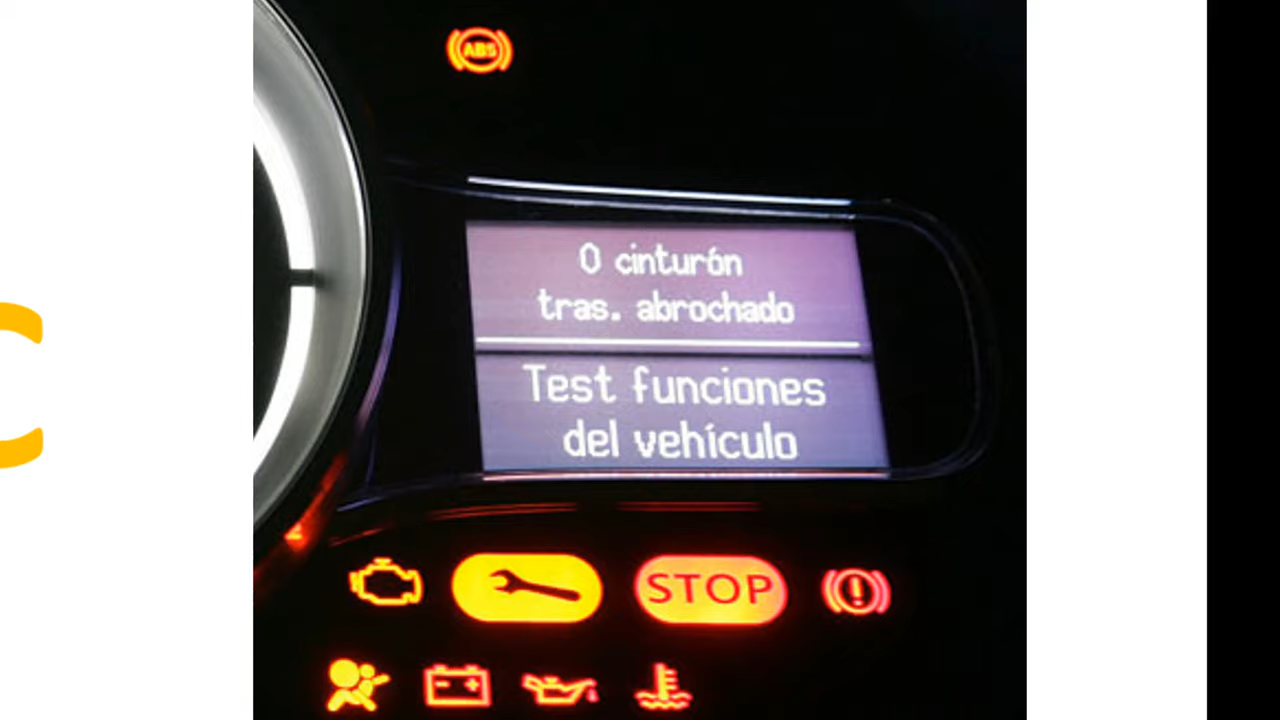 ABS
0 cinturón
tras. abrochado
Test funciones
del vehículo
STOP